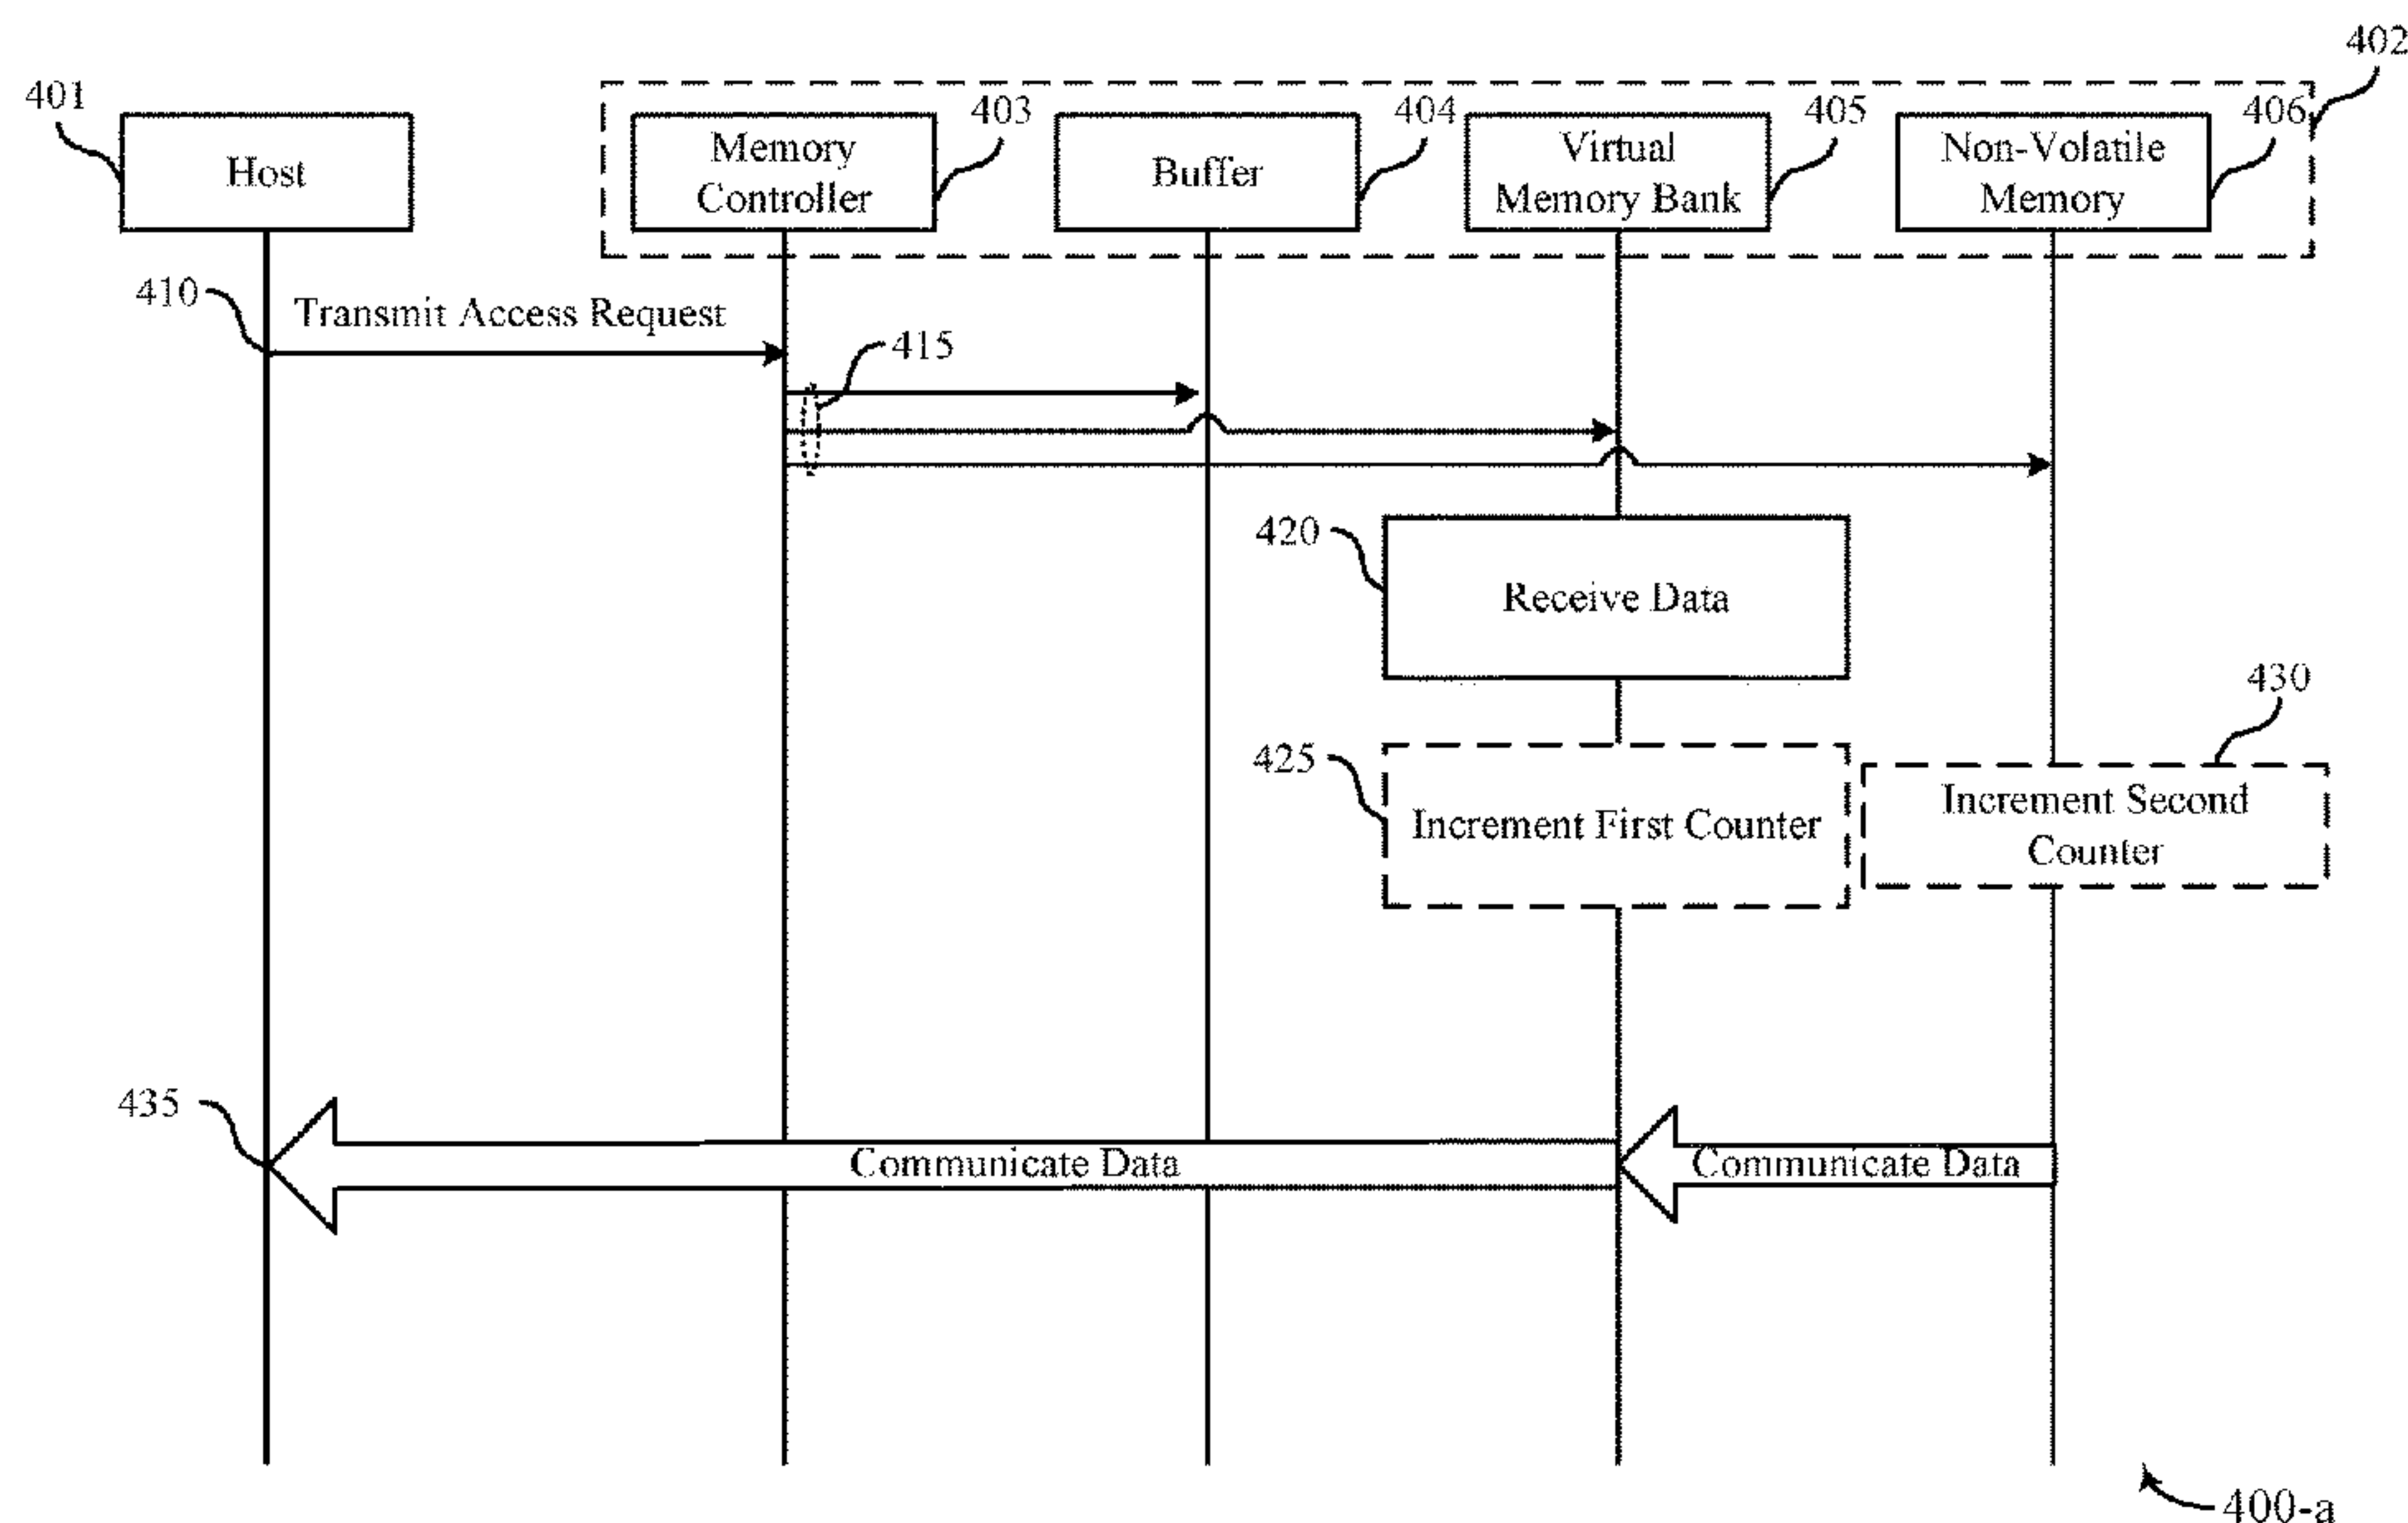 402
401
403
404
405
406
Host
Memory
Controller
Buffer
Virtual
Memory Bank
Non-Volatile
Memory
410
Transmit Access Request
415
420
Receive Data
430
425
Increment First Counter
Increment Second
Counter
435
Communicate Data
Communicate Data
400-a